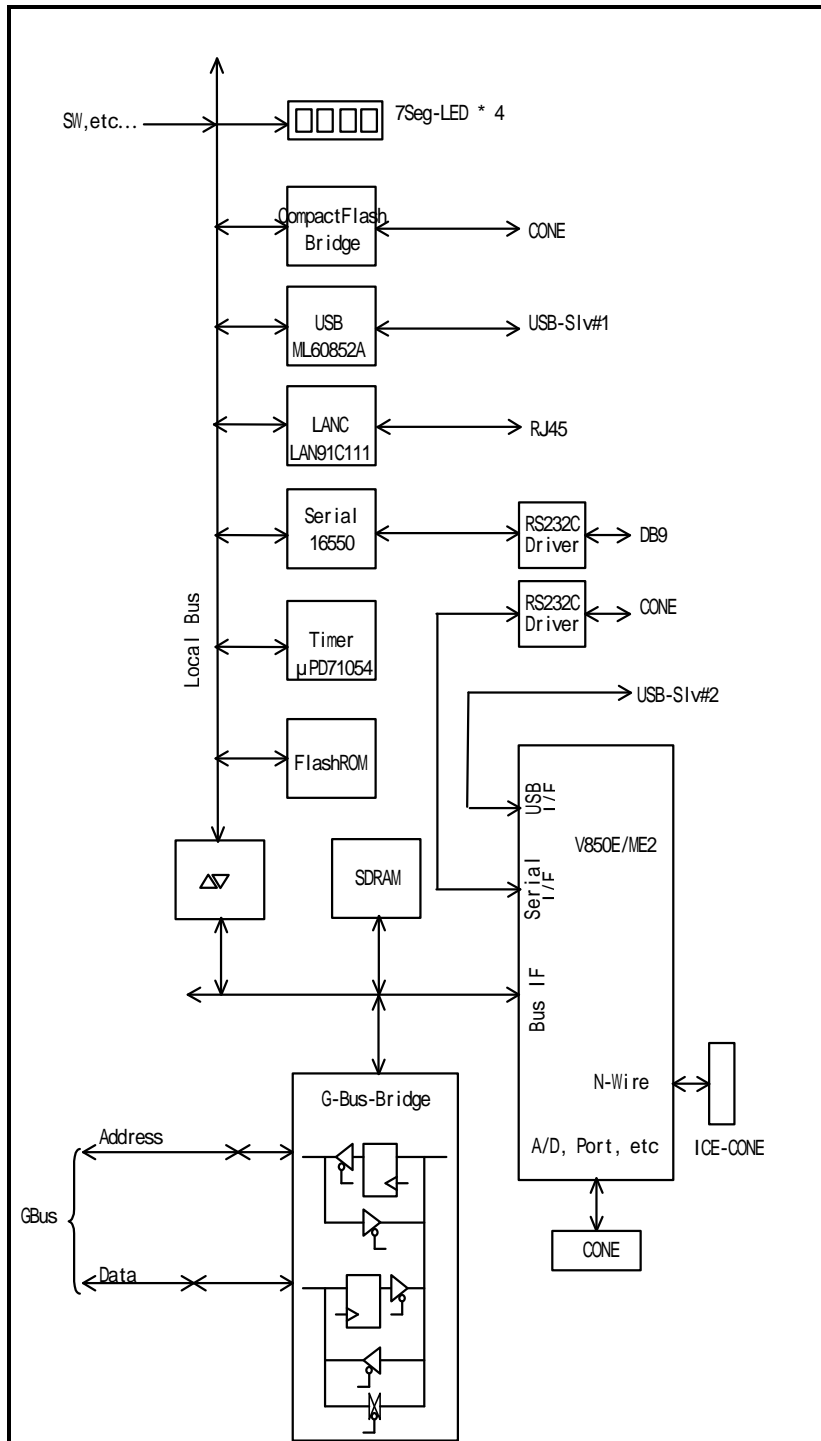 SW,etc...
7Seg-LED * 4
CompactFlash
Bridge
CONE
USB
ML60852A
USB-Slv#1
LANC
LAN91C111
RJ45
Serial
16550
RS232C
Driver
DB9
RS232C
Driver
CONE
Local Bus
Timer
µPD71054
USB-Slv#2
FlashROM
USB
I/F
V850E/ME2
SDRAM
Serial
I/F
Bus IF
N-Wire
G-Bus-Bridge
Address
A/D, Port, etc
ICE-CONE
GBus
CONE
Data